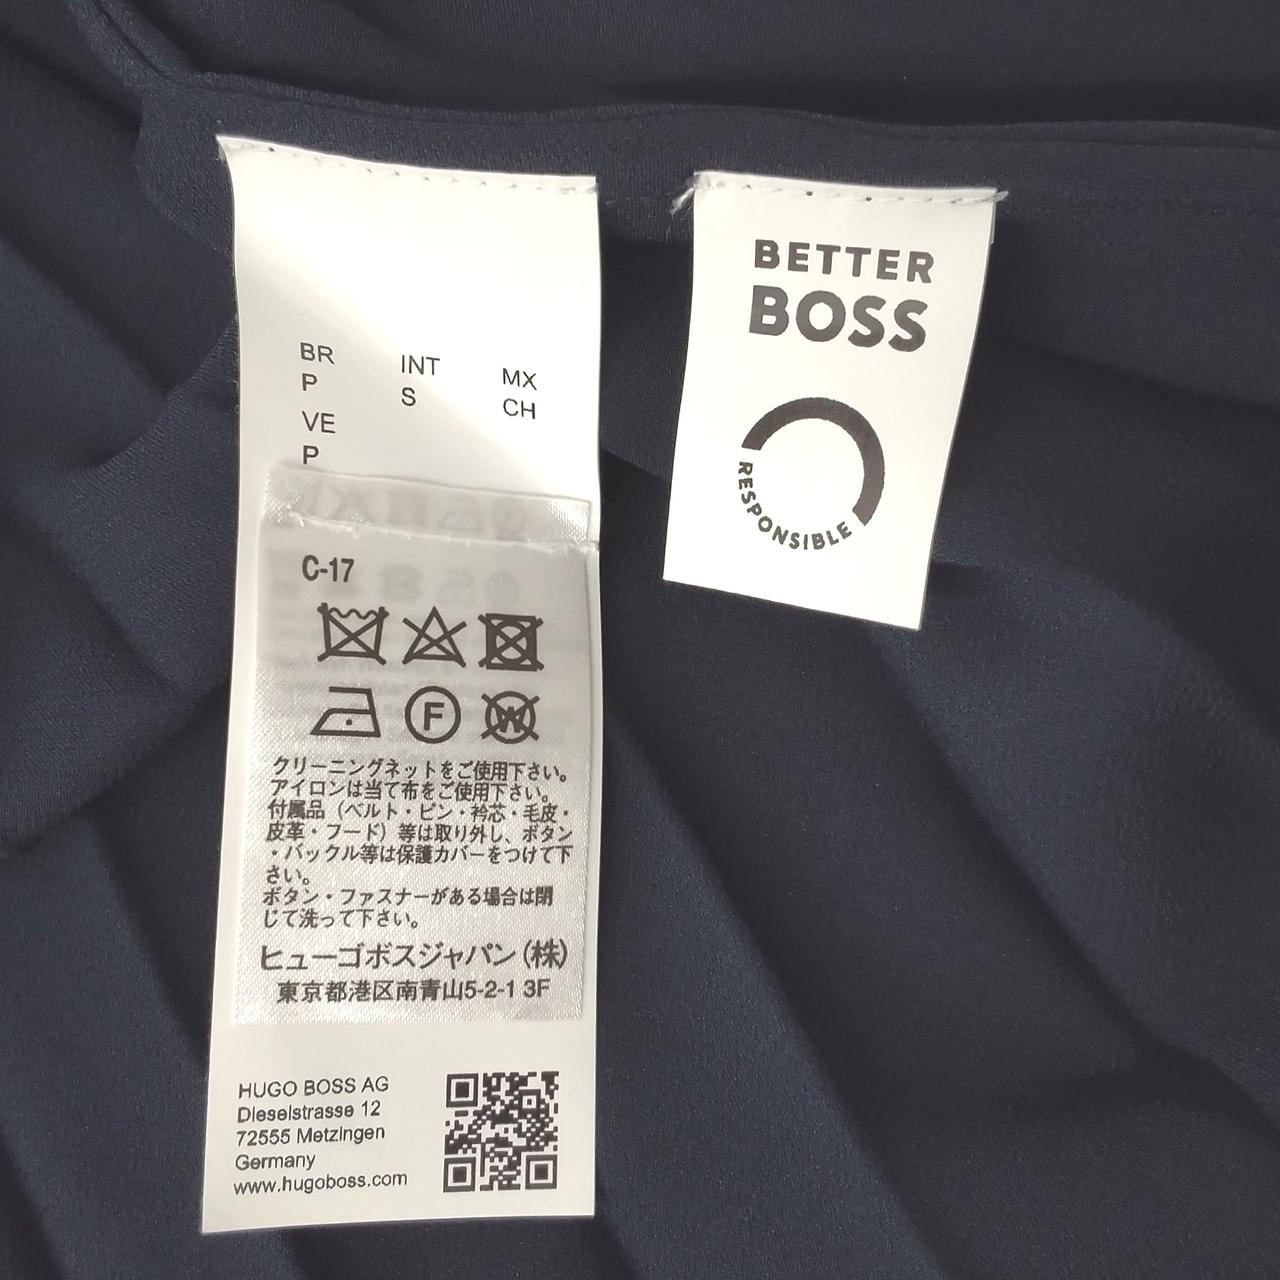 BR INT MX
P S CH
VE
P
C-17
F
W
クリーニングネットをご使用下さい。
アイロンは当て布をご使用下さい。
付属品（ベルト・ピン・衿芯・毛皮・
皮革・フード）等は取り外し、ボタン
・バックル等は保護カバーをつけて下
さい。
ボタン・ファスナーがある場合は閉
じて洗って下さい。
ヒューゴボスジャパン（株）
東京都港区南青山5-2-1 3F
HUGO BOSS AG
Dieselstrasse 12
72555 Metzingen
Germany
www.hugoboss.com
BETTER
BOSS
RESPONSIBLE